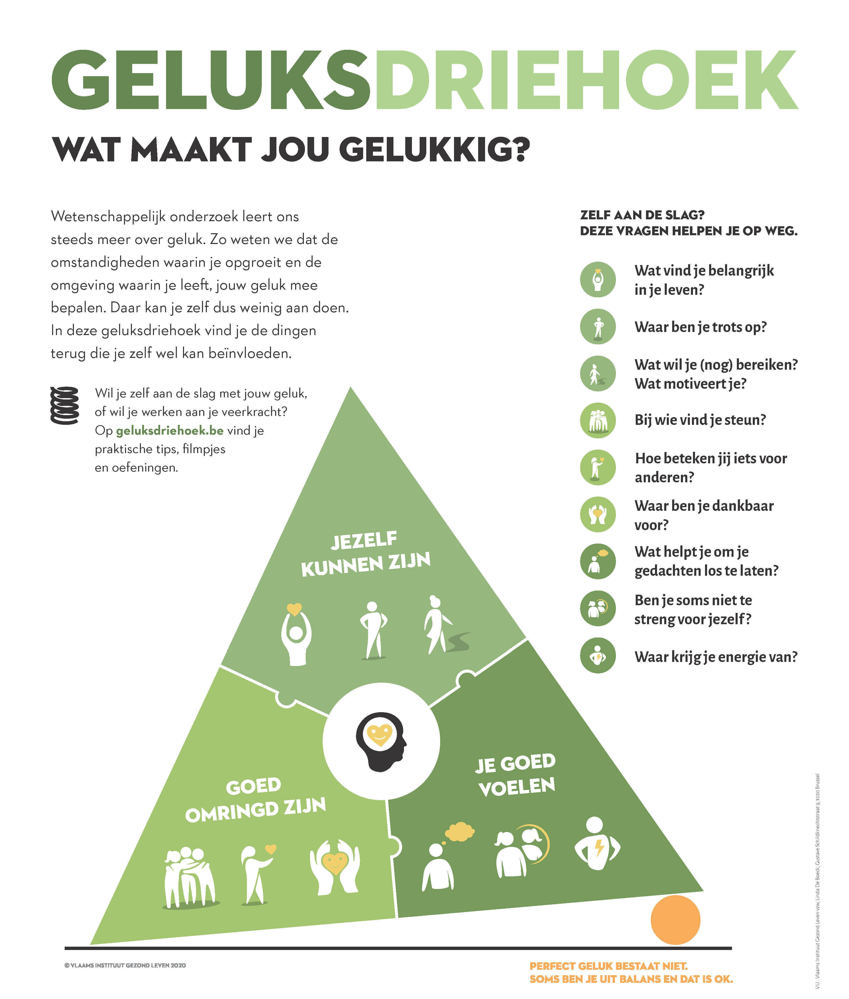 GELUKSDRIEHOEK
WAT MAAKT JOU GELUKKIG?
Wetenschappelijk onderzoek leert ons
steeds meer over geluk. Zo weten we dat de
omstandigheden waarin je opgroeit en de
omgeving waarin je leeft, jouw geluk mee
bepalen. Daar kan je zelf dus weinig aan doen.
In deze geluksdriehoek vind je de dingen
terug die je zelf wel kan beïnvloeden.
Wil je zelf aan de slag met jouw geluk,
of wil je werken aan je veerkracht?
Op geluksdriehoek.be vind je
praktische tips, filmpjes
en oefeningen.
ZELF AAN DE SLAG?
DEZE VRAGEN HELPEN JE OP WEG.
Wat vind je belangrijk
in je leven?
Waar ben je trots op?
Wat wil je (nog) bereiken?
Wat motiveert je?
Bij wie vind je steun?
Hoe beteken jij iets voor
anderen?
Waar ben je dankbaar
voor?
Wat helpt je om je
gedachten los te laten?
Ben je soms niet te
streng voor jezelf?
Waar krijg je energie van?
JEZELF
KUNNEN ZIJN
GOED
OMRINGD ZIJN
JE GOED
VOELEN
© VLAAMS INSTITUUT GEZOND LEVEN 2020
PERFECT GELUK BESTAAT NIET.
SOMS BEN JE UIT BALANS EN DAT IS OK.
V.U.: Vlaams Instituut Gezond Leven vzw, Linda De Boeck, Gustave Schildknechtstraat 9, 1020 Brussel